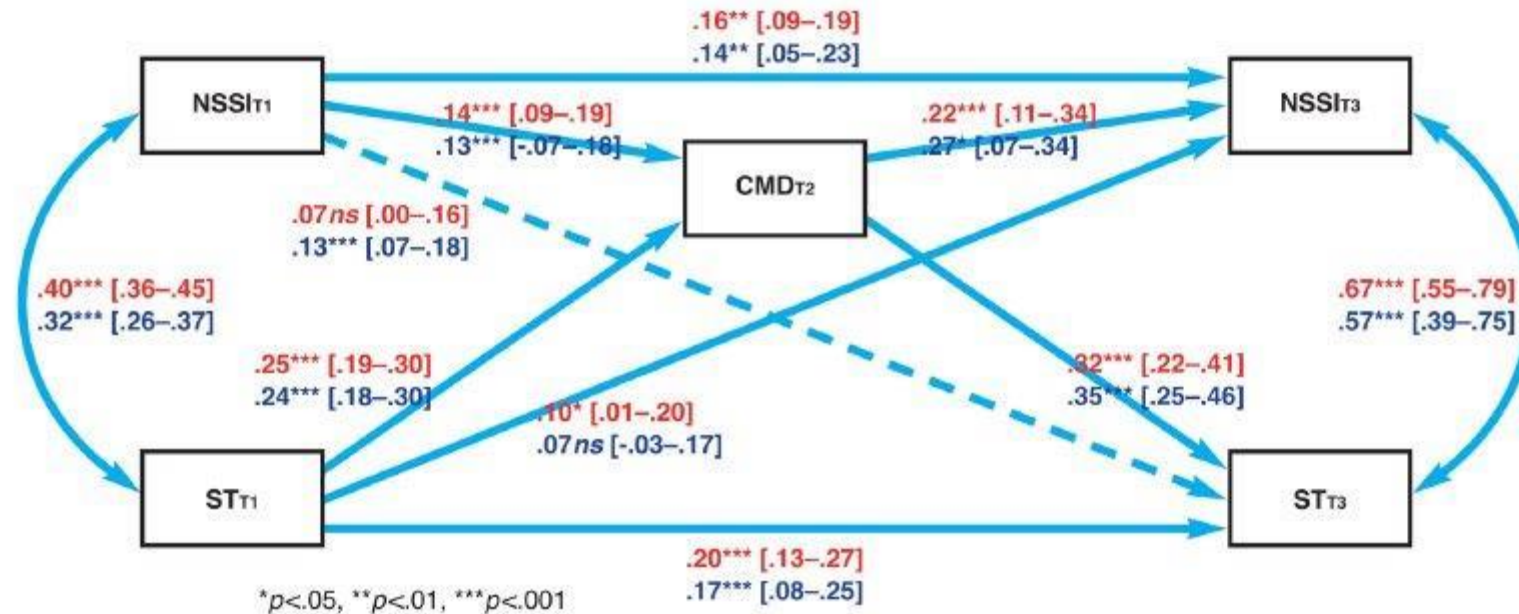 .16** [.09–.19]
.14** [.05–.23]
NSSIT1
NSSIT3
.14*** [.09–.19]
.13*** [-.07–.18]
.22*** [.11–.34]
.27* [.07–.34]
CMDT2
.07ns [.00–.16]
.13*** [.07–.18]
.40*** [.36–.45]
.32*** [.26–.37]
.67*** [.55–.79]
.57*** [.39–.75]
.25*** [.19–.30]
.24*** [.18–.30]
.32*** [.22–.41]
.35*** [.25–.46]
.10* [.01–.20]
.07ns [-.03–.17]
STT1
STT3
.20*** [.13–.27]
.17*** [.08–.25]
*p<.05, **p<.01, ***p<.001